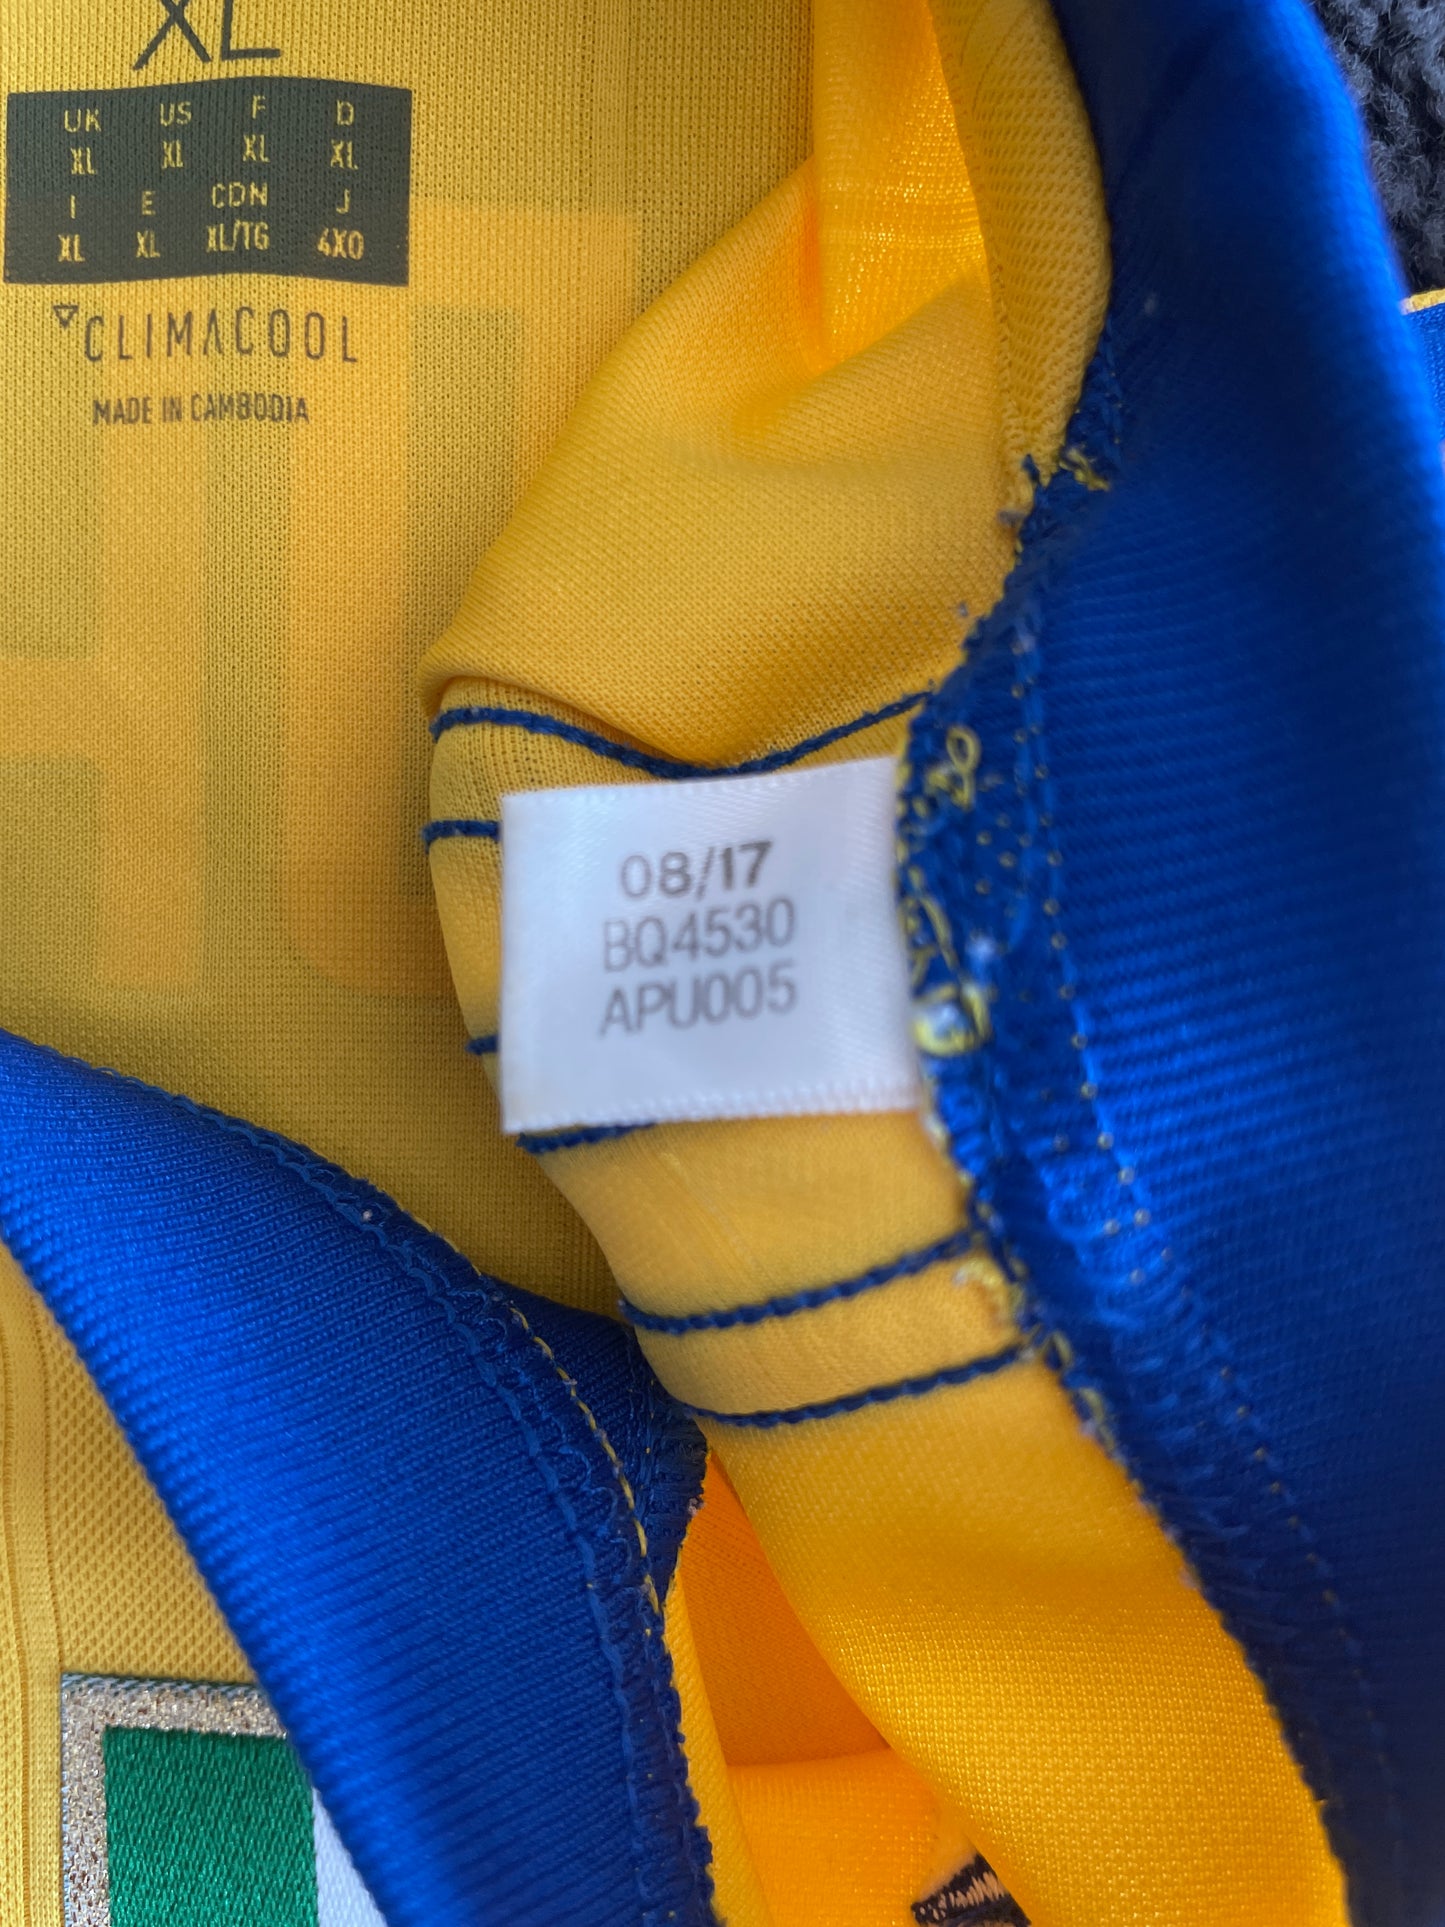 XL
UK US F D
XL XL XL XL
I E CDN J
XL XL XL/TG 4XO
CLIMACOOL
MADE IN CAMBODIA
08/17
BQ4530
APU005